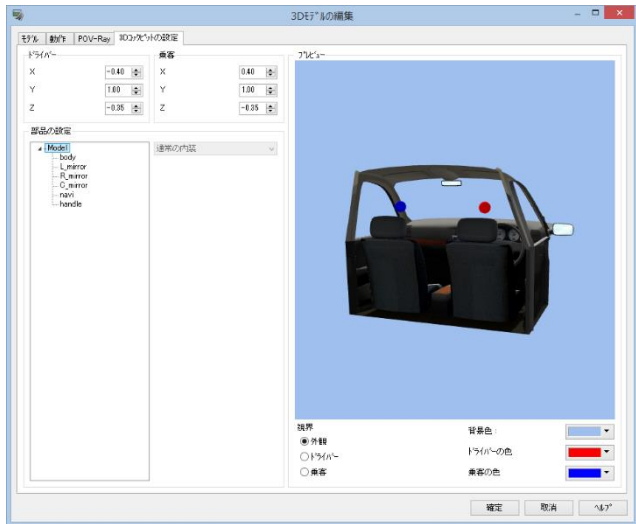 3Dﾓﾃﾞﾙの編集
ﾓﾃﾞﾙ 動作 POV-Ray 3Dｺｯｸﾋﾟｯﾄの設定
ﾄﾞﾗｲﾊﾞｰ 乗客 ﾌﾟﾚﾋﾞｭｰ
X -0.40 X 0.40
Y 1.00 Y 1.00
Z -0.35 Z -0.35
部品の設定
Model 通常の内装
body
L_mirror
R_mirror
C_mirror
navi
handle
視界 背景色 :
外観
ﾄﾞﾗｲﾊﾞｰ ﾄﾞﾗｲﾊﾞｰの色
乗客 乗客の色
確定 取消 ﾍﾙﾌﾟ